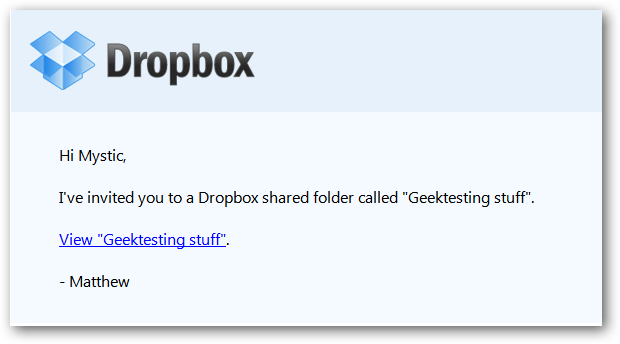 Dropbox
Hi Mystic,
I've invited you to a Dropbox shared folder called "Geektesting stuff".
View "Geektesting stuff".
- Matthew